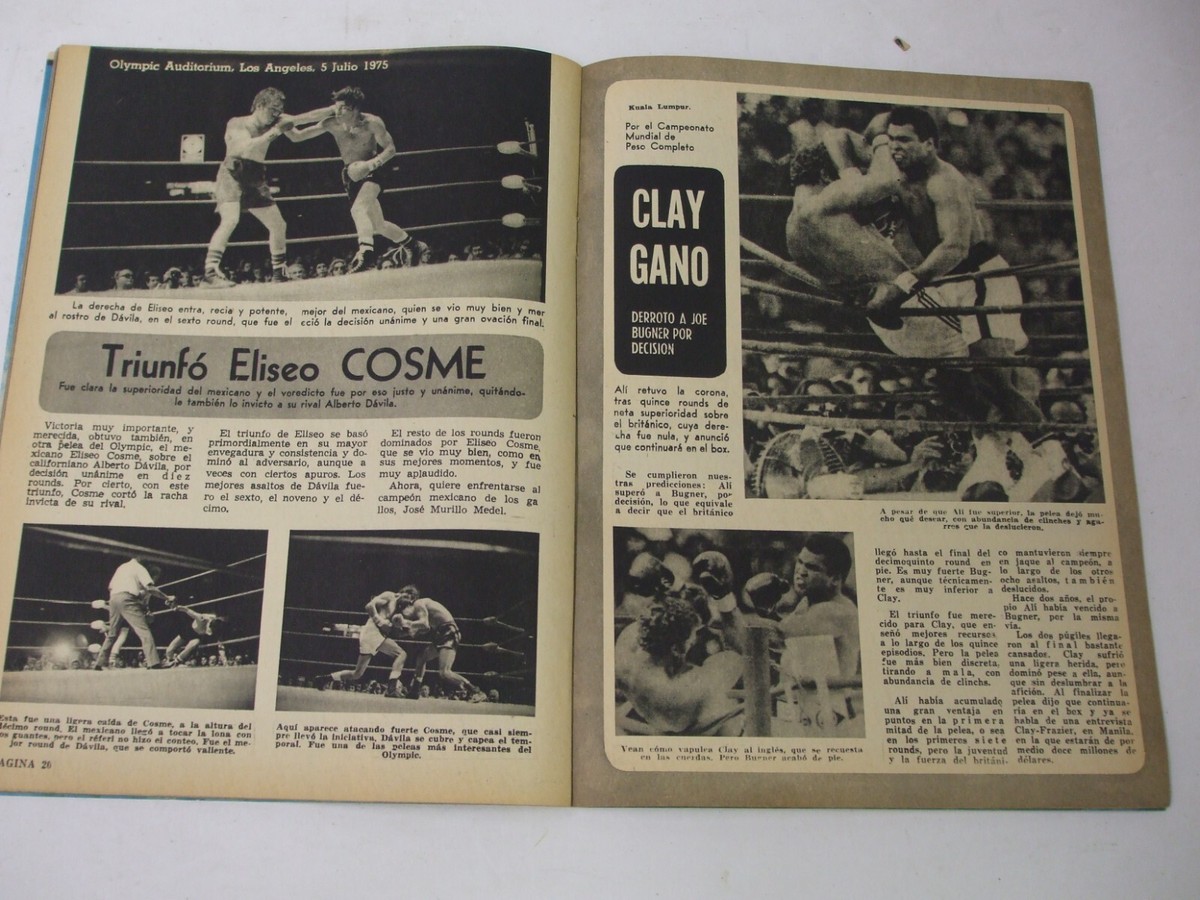 Olympic Auditorium, Los Angeles, 5 Julio 1975
La derecha de Eliseo entra, recia y potente,
al rostro de Dávila, en el sexto round, que fue el
mejor del mexicano, quien se vio muy bien y mer
cció la decisión unánime y una gran ovación final.
Triunfó Eliseo COSME
Fue clara la superioridad del mexicano y el veredicto fue por eso justo y unánime, quitándo-
le también lo invicto a su rival Alberto Dávila.
Victoria muy importante, y
merecida, obtuvo también, en
otra pelea del Olympic, el me-
xicano Eliseo Cosme, sobre el
californiano Alberto Dávila, por
decisión unánime en diez
rounds. Por cierto, con este
triunfo, Cosme cortó la racha
invicta de su rival.
El triunfo de Eliseo se basó
primordialmente en su mayor
envegadura y consistencia y do-
minó al adversario, aunque a
veces con ciertos apuros. Los
mejores asaltos de Dávila fue-
ro el sexto, el noveno y el dé-
cimo.
El resto de los rounds fueron
dominados por Eliseo Cosme,
que se vio muy bien, como en
sus mejores momentos, y fue
muy aplaudido.
Ahora, quiere enfrentarse al
campeón mexicano de los ga
llos, José Murillo Medel.
Esta fue una ligera caída de Cosme, a la altura del
décimo round. El mexicano llegó a tocar la lona con
los guantes, pero el réferi no hizo el conteo. Fue el me-
jor round de Dávila, que se comportó valiente.
AGINA 26
Aquí aparece atacando fuerte Cosme, que casi siem-
pre llevó la iniciativa, Dávila se cubre y capea el tem-
poral. Fue una de las peleas más interesantes del
Olympic.
Kuala Lumpur.
Por el Campeonato
Mundial de
Peso Completo
CLAY
GANO
DERROTO A JOE
BUGNER POR
DECISION
Alí retuvo la corona,
tras quince rounds de
neta superioridad sobre
el británico, cuya dere-
cha fue nula, y anunció
que continuará en el box.
Se cumplieron nues-
tras predicciones: Alí
superó a Bugner, por
decisión, lo que equivale
a decir que el británico
A pesar de que Alí fue superior, la pelea dejó mu-
cho qué desear, con abundancia de clinches y aga-
rres que la deslucieron.
Vean cómo vapulea Clay al inglés, que se recuesta
en las cuerdas. Pero Bugner acabó de pie.
llegó hasta el final del
decimoquinto round en
pie. Es muy fuerte Bug-
ner, aunque técnicamen-
te es muy inferior a
Clay.
El triunfo fue mere-
cido para Clay, que en-
señó mejores recursos
a lo largo de los quince
episodios. Pero la pelea
fue más bien discreta,
tirando a mala, con
abundancia de clinchs.
Alí había acumulado
una gran ventaja en
puntos en la primera
mitad de la pelea, o sea
en los primeros siete
rounds, pero la juventud
y la fuerza del británi-
co mantuvieron siempre
en jaque al campeón, a
lo largo de los otros
ocho asaltos, también
deslucidos.
Hace dos años, el pro-
pio Alí había vencido a
Bugner, por la misma
vía.
Los dos púgiles llega-
ron al final bastante
cansados. Clay sufrió
una ligera herida, pero
dominó pese a ella, aun-
que sin deslumbrar a la
afición. Al finalizar la
pelea dijo que continua-
ría en el box y ya se
habla de una entrevista
Clay-Frazier, en Manila,
en la que estarán de por
medio doce millones de
dólares.